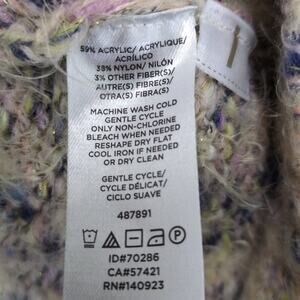 59% ACRYLIC/ ACRYLIQUE/
ACRÍLICO
38% NYLON/ NILÓN
3% OTHER FIBER(S)/
AUTRE(S) FIBRE(S)/
OTRA(S) FIBRA(S)
MACHINE WASH COLD
GENTLE CYCLE
ONLY NON-CHLORINE
BLEACH WHEN NEEDED
RESHAPE DRY FLAT
COOL IRON IF NEEDED
OR DRY CLEAN
GENTLE CYCLE/
CYCLE DÉLICAT/
CICLO SUAVE
487891
ID#70286
CA#57421
RN#140923